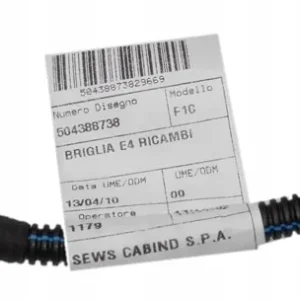 50438873829669
Numero Disegno Modello
504388738 F1C
BRIGLIA E4 RICAMBI
Data UME/ODM UME/ODM
13/04/10 00
Operatore
1179
SEWS CABIND S.P.A.